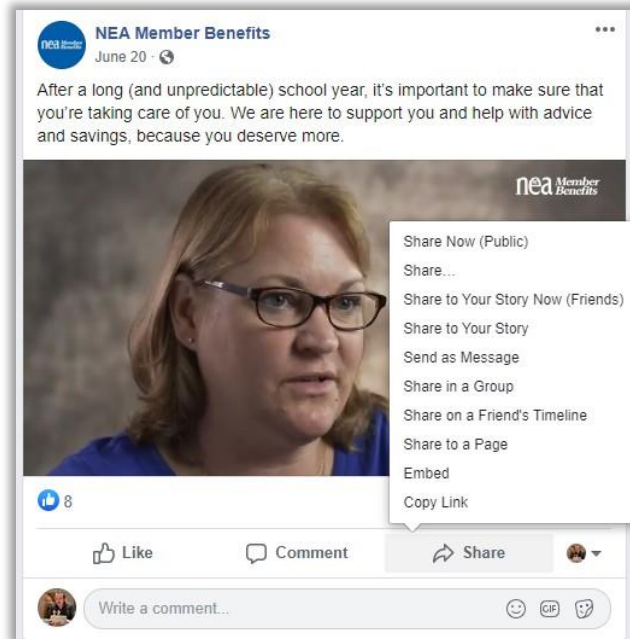 nea Member Benefits
NEA Member Benefits
June 20 ·
After a long (and unpredictable) school year, it's important to make sure that
you're taking care of you. We are here to support you and help with advice
and savings, because you deserve more.
nea Member
Benefits
Share Now (Public)
Share...
Share to Your Story Now (Friends)
Share to Your Story
Send as Message
Share in a Group
Share on a Friend's Timeline
Share to a Page
Embed
Copy Link
8
Like Comment Share
Write a comment...
GIF